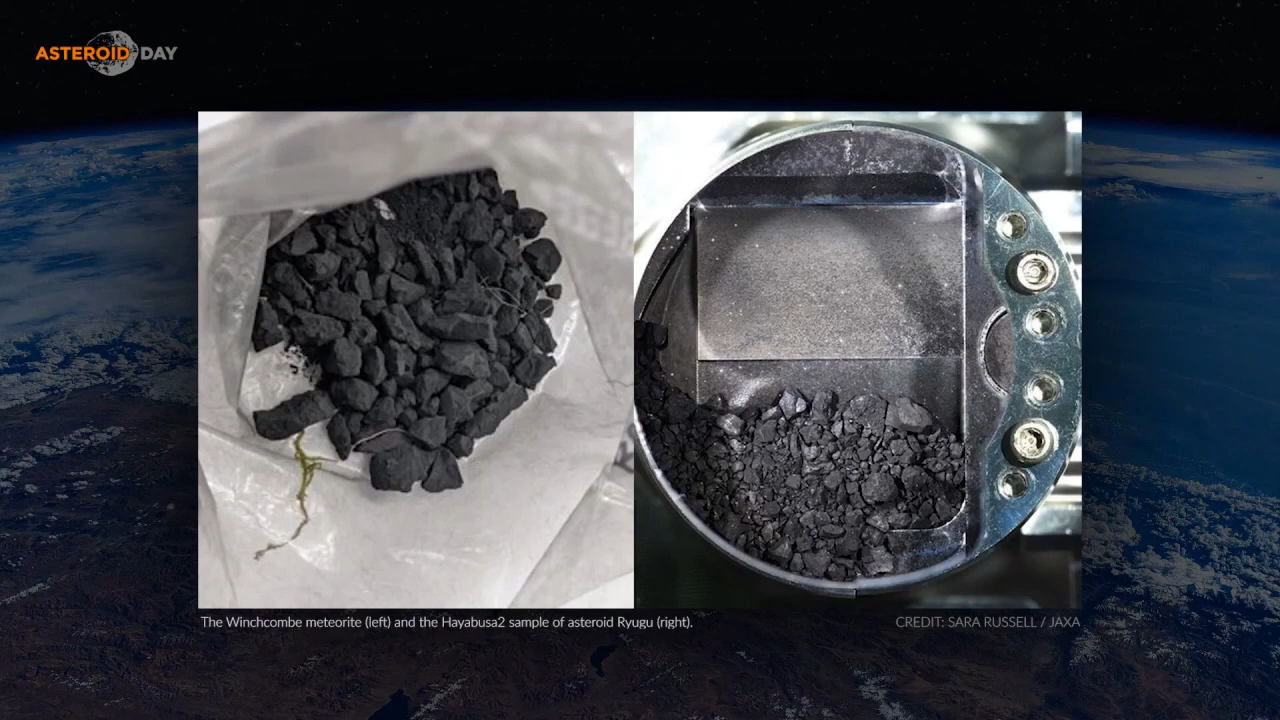 ASTEROID DAY
The Winchcombe meteorite (left) and the Hayabusa2 sample of asteroid Ryugu (right).
CREDIT: SARA RUSSELL / JAXA